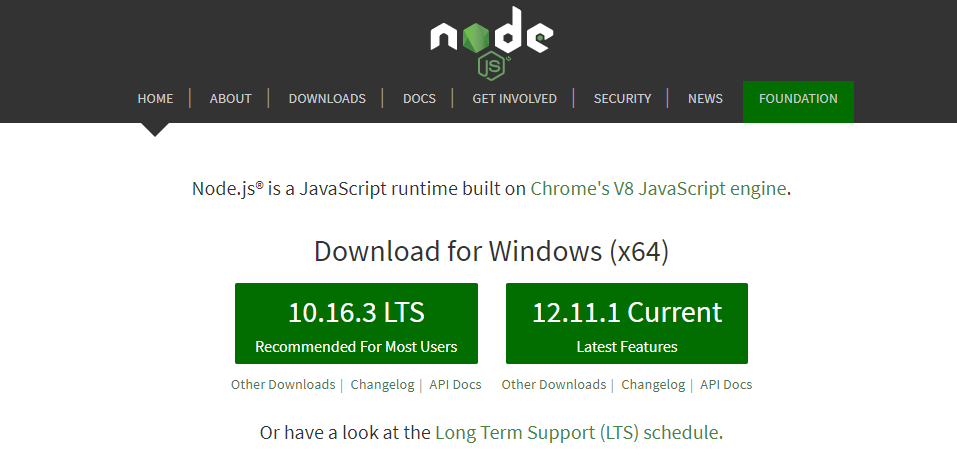 node
JS
HOME | ABOUT | DOWNLOADS | DOCS | GET INVOLVED | SECURITY | NEWS FOUNDATION
Node.js® is a JavaScript runtime built on Chrome's V8 JavaScript engine.
Download for Windows (x64)
10.16.3 LTS 12.11.1 Current
Recommended For Most Users Latest Features
Other Downloads | Changelog | API Docs Other Downloads | Changelog | API Docs
Or have a look at the Long Term Support (LTS) schedule.